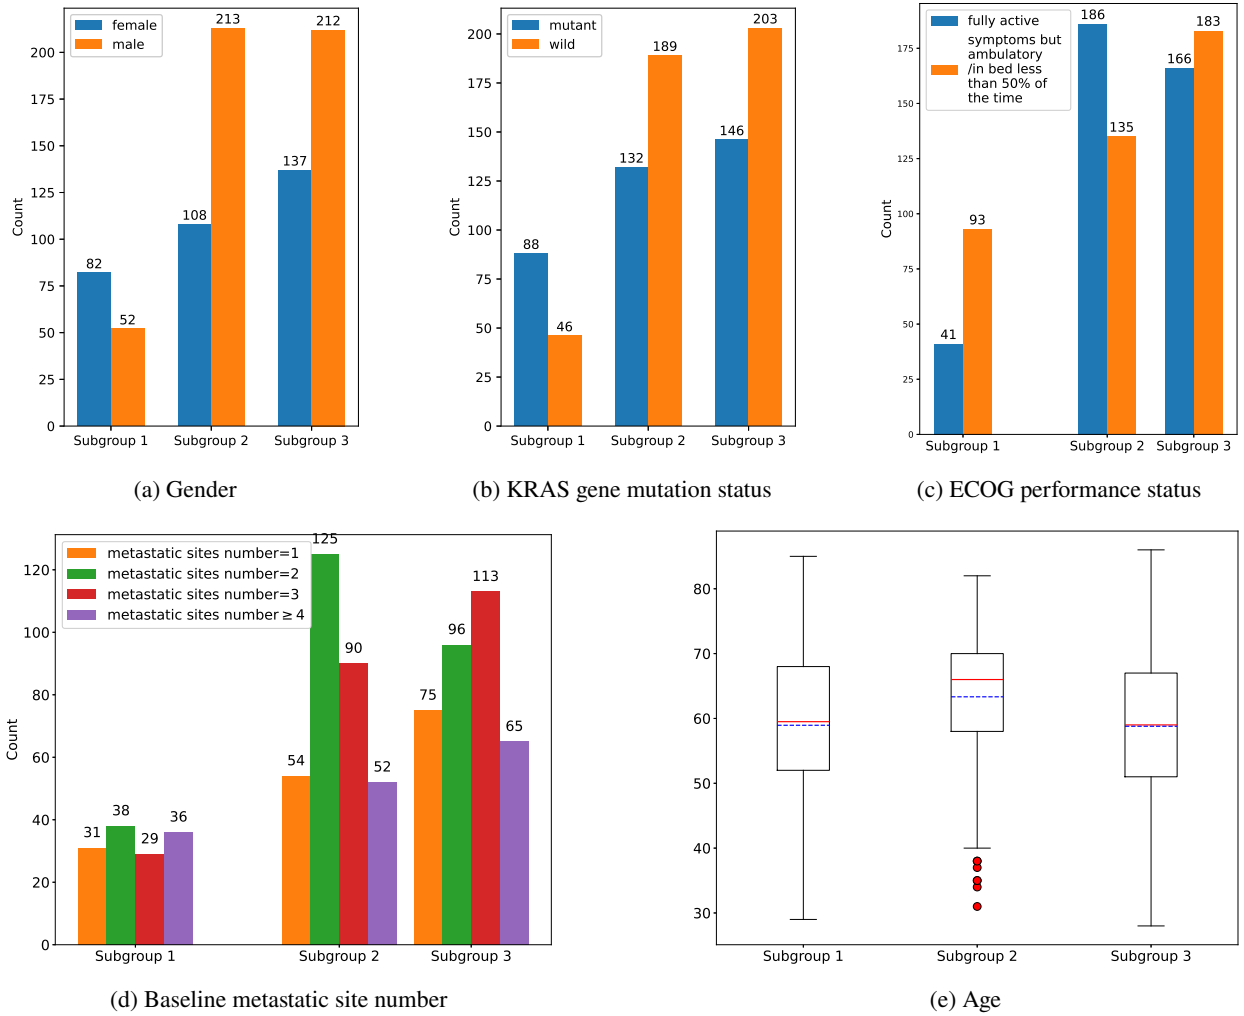 female
male
Count
0
25
50
75
100
125
150
175
200
82
52
108
213
137
212
Subgroup 1
Subgroup 2
Subgroup 3
(a) Gender
mutant
wild
Count
0
25
50
75
100
125
150
175
200
88
46
132
189
146
203
Subgroup 1
Subgroup 2
Subgroup 3
(b) KRAS gene mutation status
fully active
symptoms but
ambulatory
/in bed less
than 50% of
the time
Count
0
25
50
75
100
125
150
175
41
93
186
135
166
183
Subgroup 1
Subgroup 2
Subgroup 3
(c) ECOG performance status
metastatic sites number=1
metastatic sites number=2
metastatic sites number=3
metastatic sites number ≥ 4
Count
0
20
40
60
80
100
120
31
38
29
36
54
125
90
52
75
96
113
65
Subgroup 1
Subgroup 2
Subgroup 3
(d) Baseline metastatic site number
30
40
50
60
70
80
Subgroup 1
Subgroup 2
Subgroup 3
(e) Age